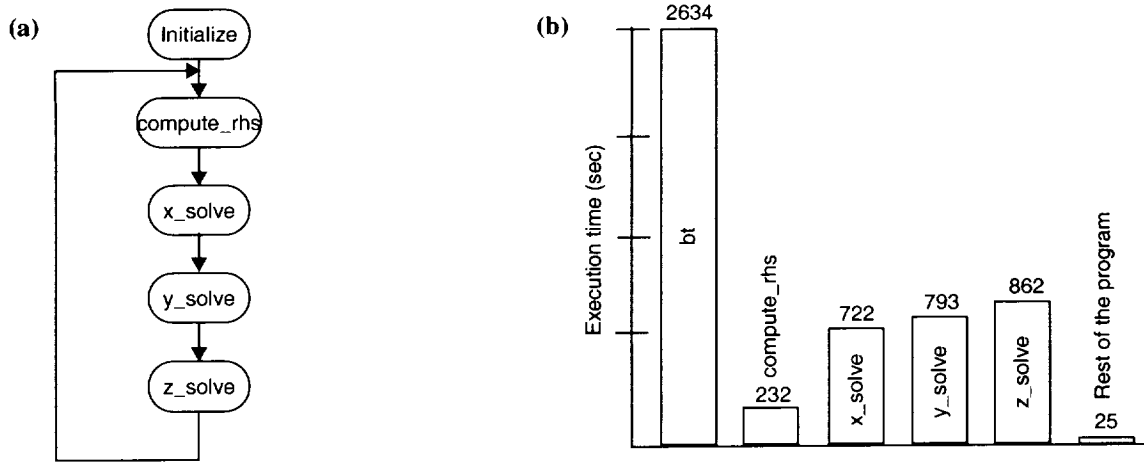 (a)
Initialize
compute_rhs
x_solve
y_solve
z_solve
(b)
Execution time (sec)
2634
bt
compute_rhs
232
722
x_solve
793
y_solve
862
z_solve
Rest of the program
25